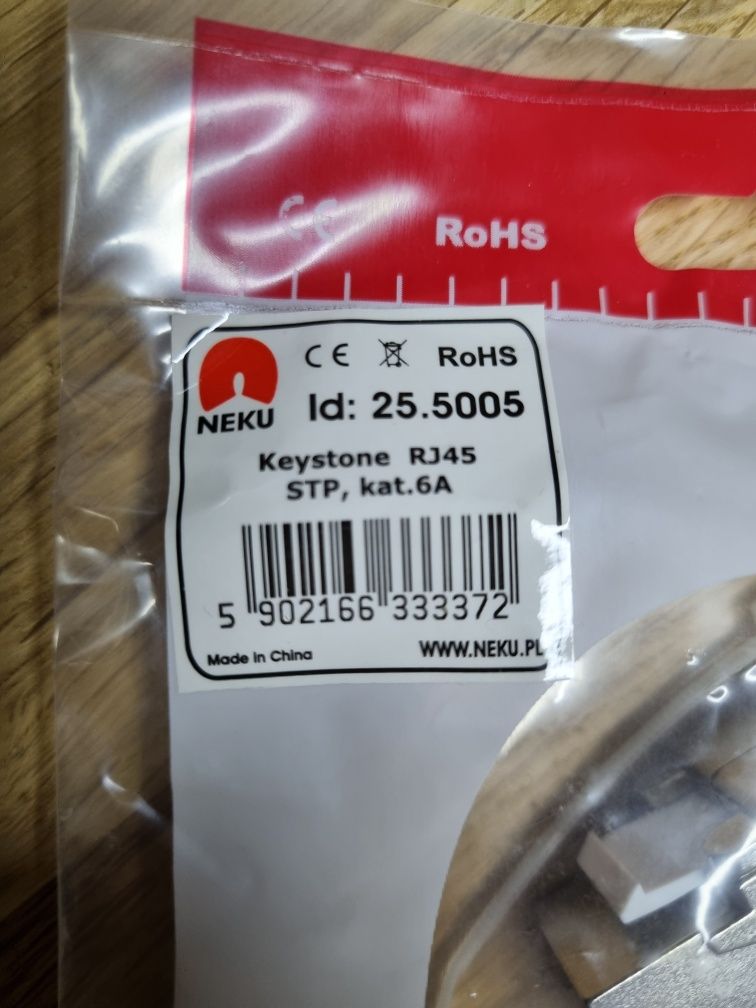 CE RoHS
CE RoHS
NEKU
Id: 25.5005
Keystone RJ45
STP, kat.6A
5 902166 333372
Made in China
WWW.NEKU.PL